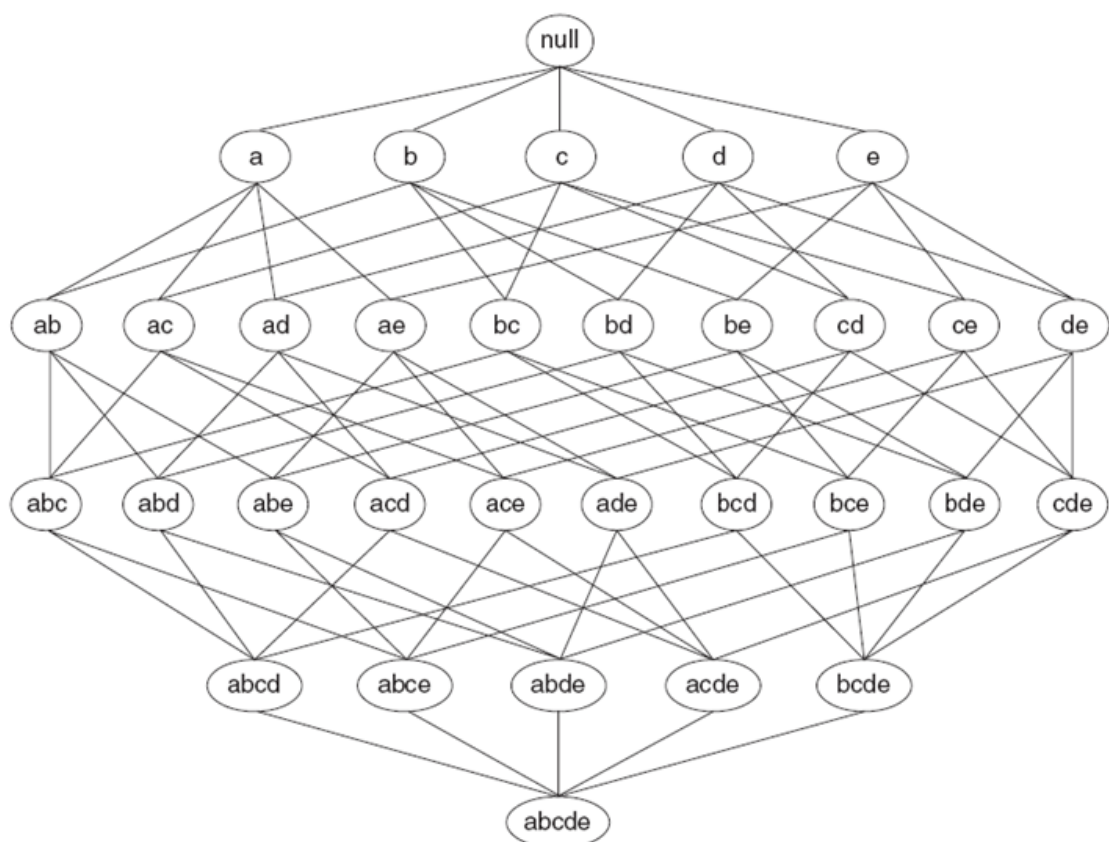 null
a b c d e
ab ac ad ae bc bd be cd ce de
abc abd abe acd ace ade bcd bce bde cde
abcd abce abde acde bcde
abcde